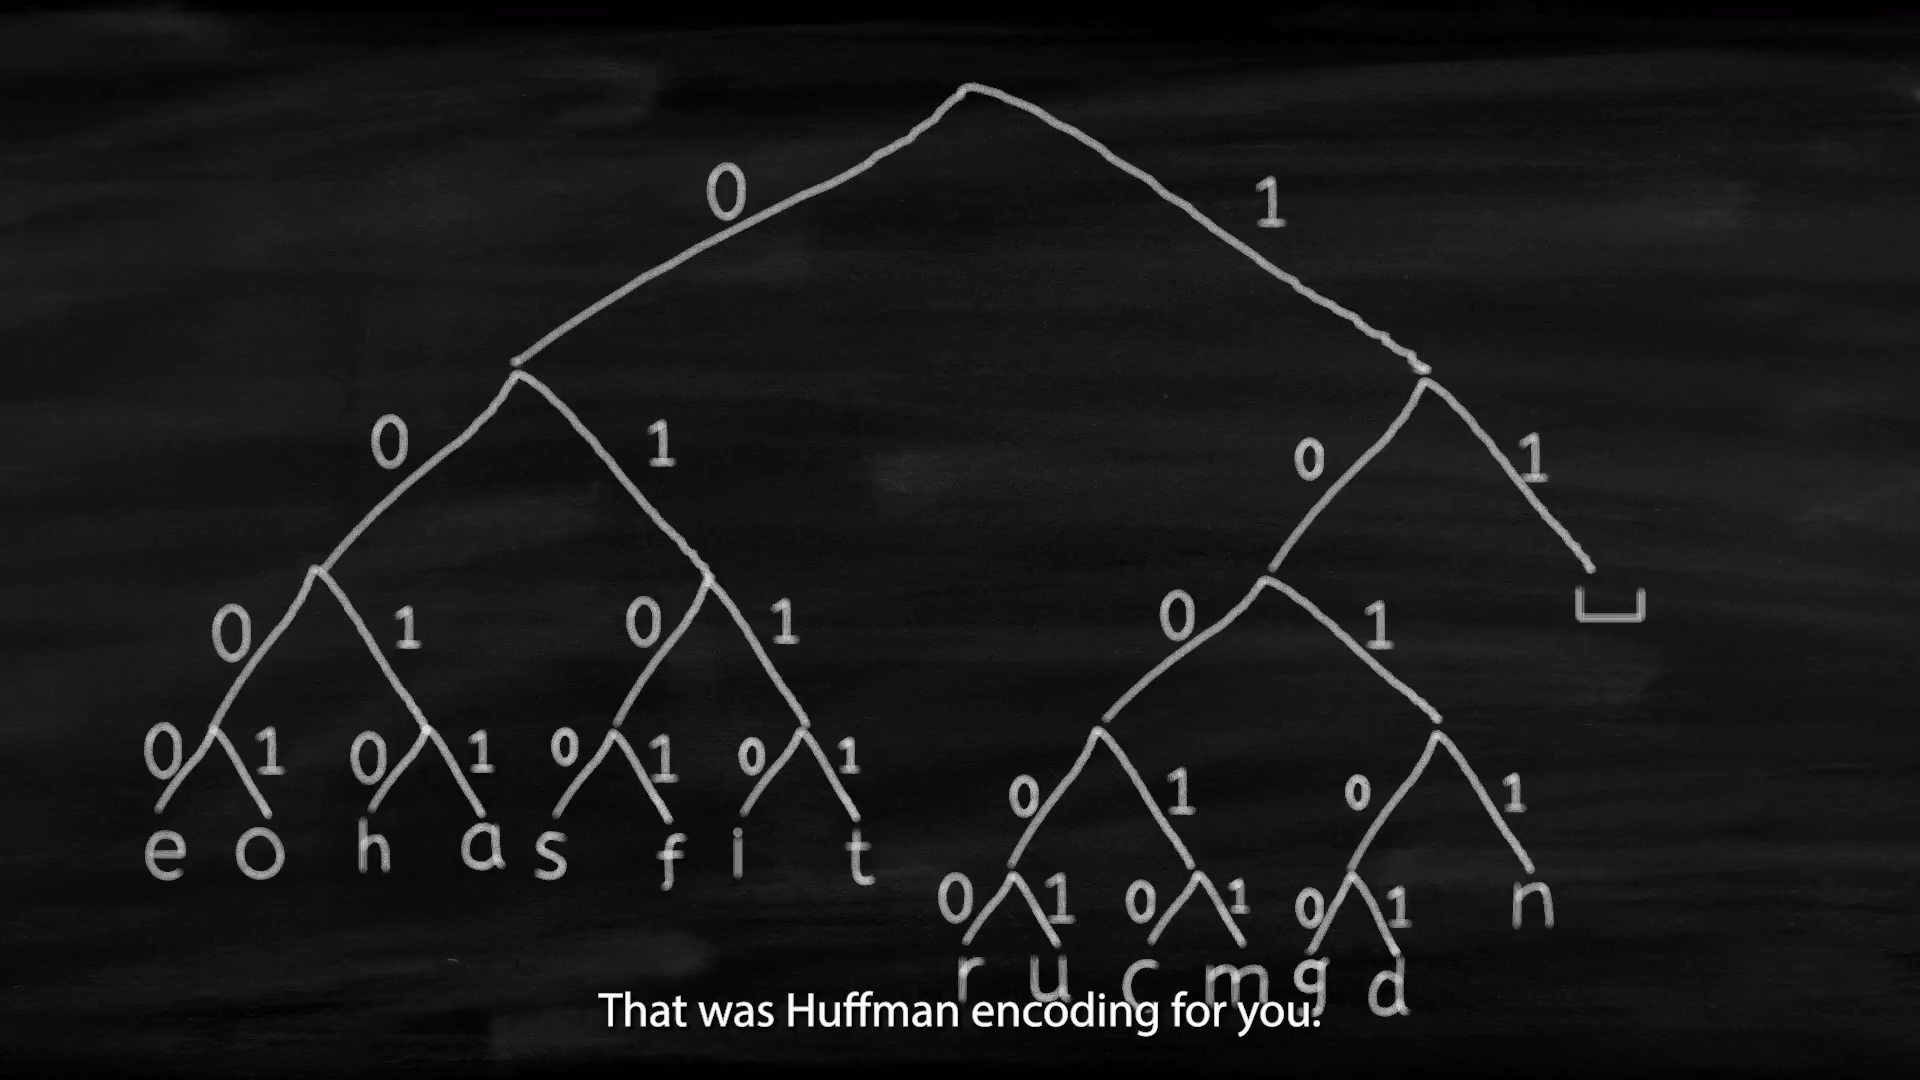 0 1
0 1 0 1
0 1 0 1 0 1
0 1 0 1 0 1 0 1 0 1 0 1
e o h a s f i t n
0 1 0 1 0 1
r u c m g d
That was Huffman encoding for you.